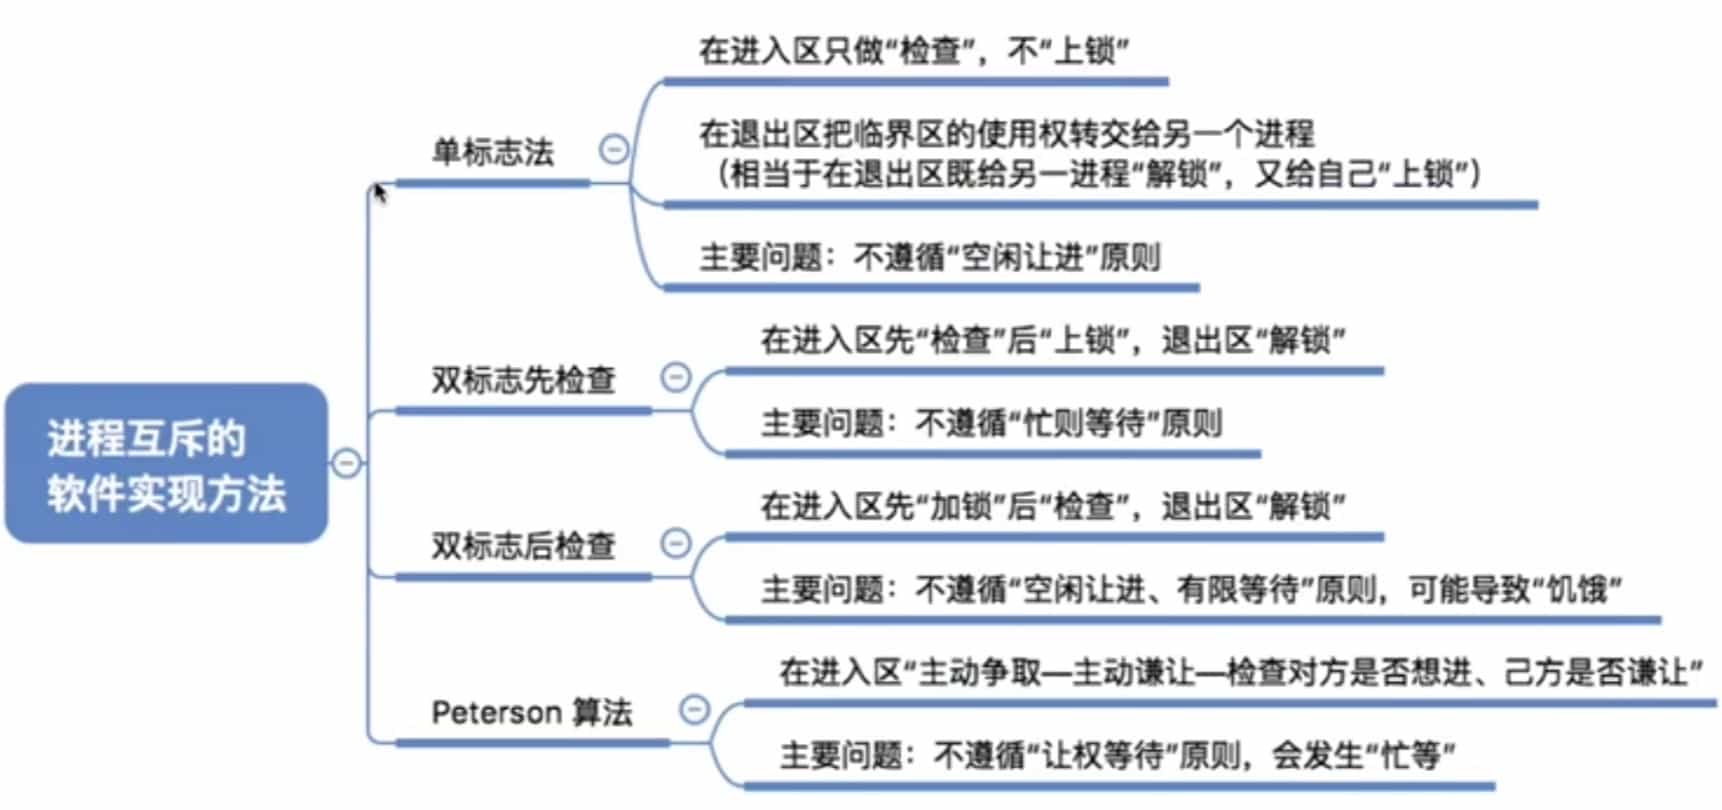 进程互斥的
软件实现方法
单标志法
在进入区只做“检查”，不“上锁”
在退出区把临界区的使用权转交给另一个进程
（相当于在退出区既给另一进程“解锁”，又给自己“上锁”）
主要问题：不遵循“空闲让进”原则
双标志先检查
在进入区先“检查”后“上锁”，退出区“解锁”
主要问题：不遵循“忙则等待”原则
双标志后检查
在进入区先“加锁”后“检查”，退出区“解锁”
主要问题：不遵循“空闲让进、有限等待”原则，可能导致“饥饿”
Peterson 算法
在进入区“主动争取—主动谦让—检查对方是否想进、己方是否谦让”
主要问题：不遵循“让权等待”原则，会发生“忙等”